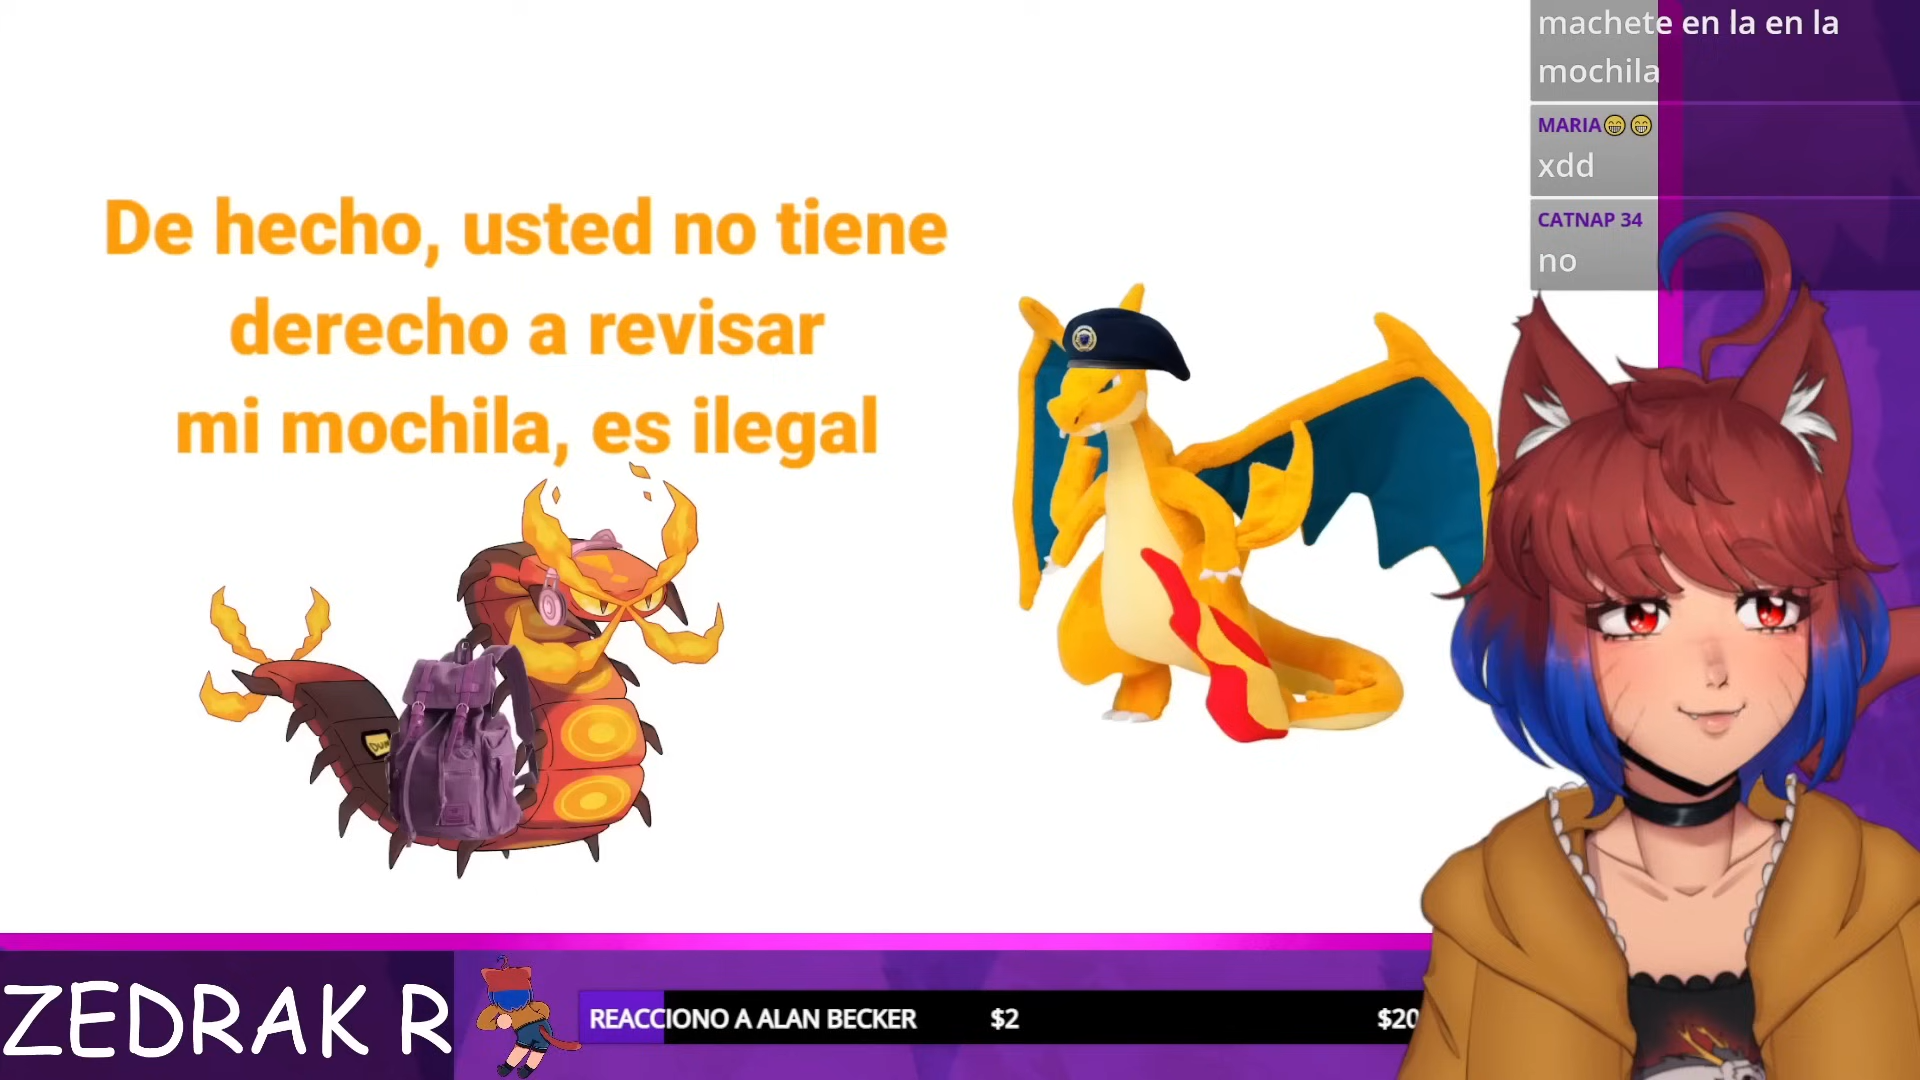 machete en la en la
mochila
MARIA😁😁
xdd
CATNAP 34
no
De hecho, usted no tiene
derecho a revisar
mi mochila, es ilegal
ZEDRAK R
REACCIONO A ALAN BECKER $2 $20